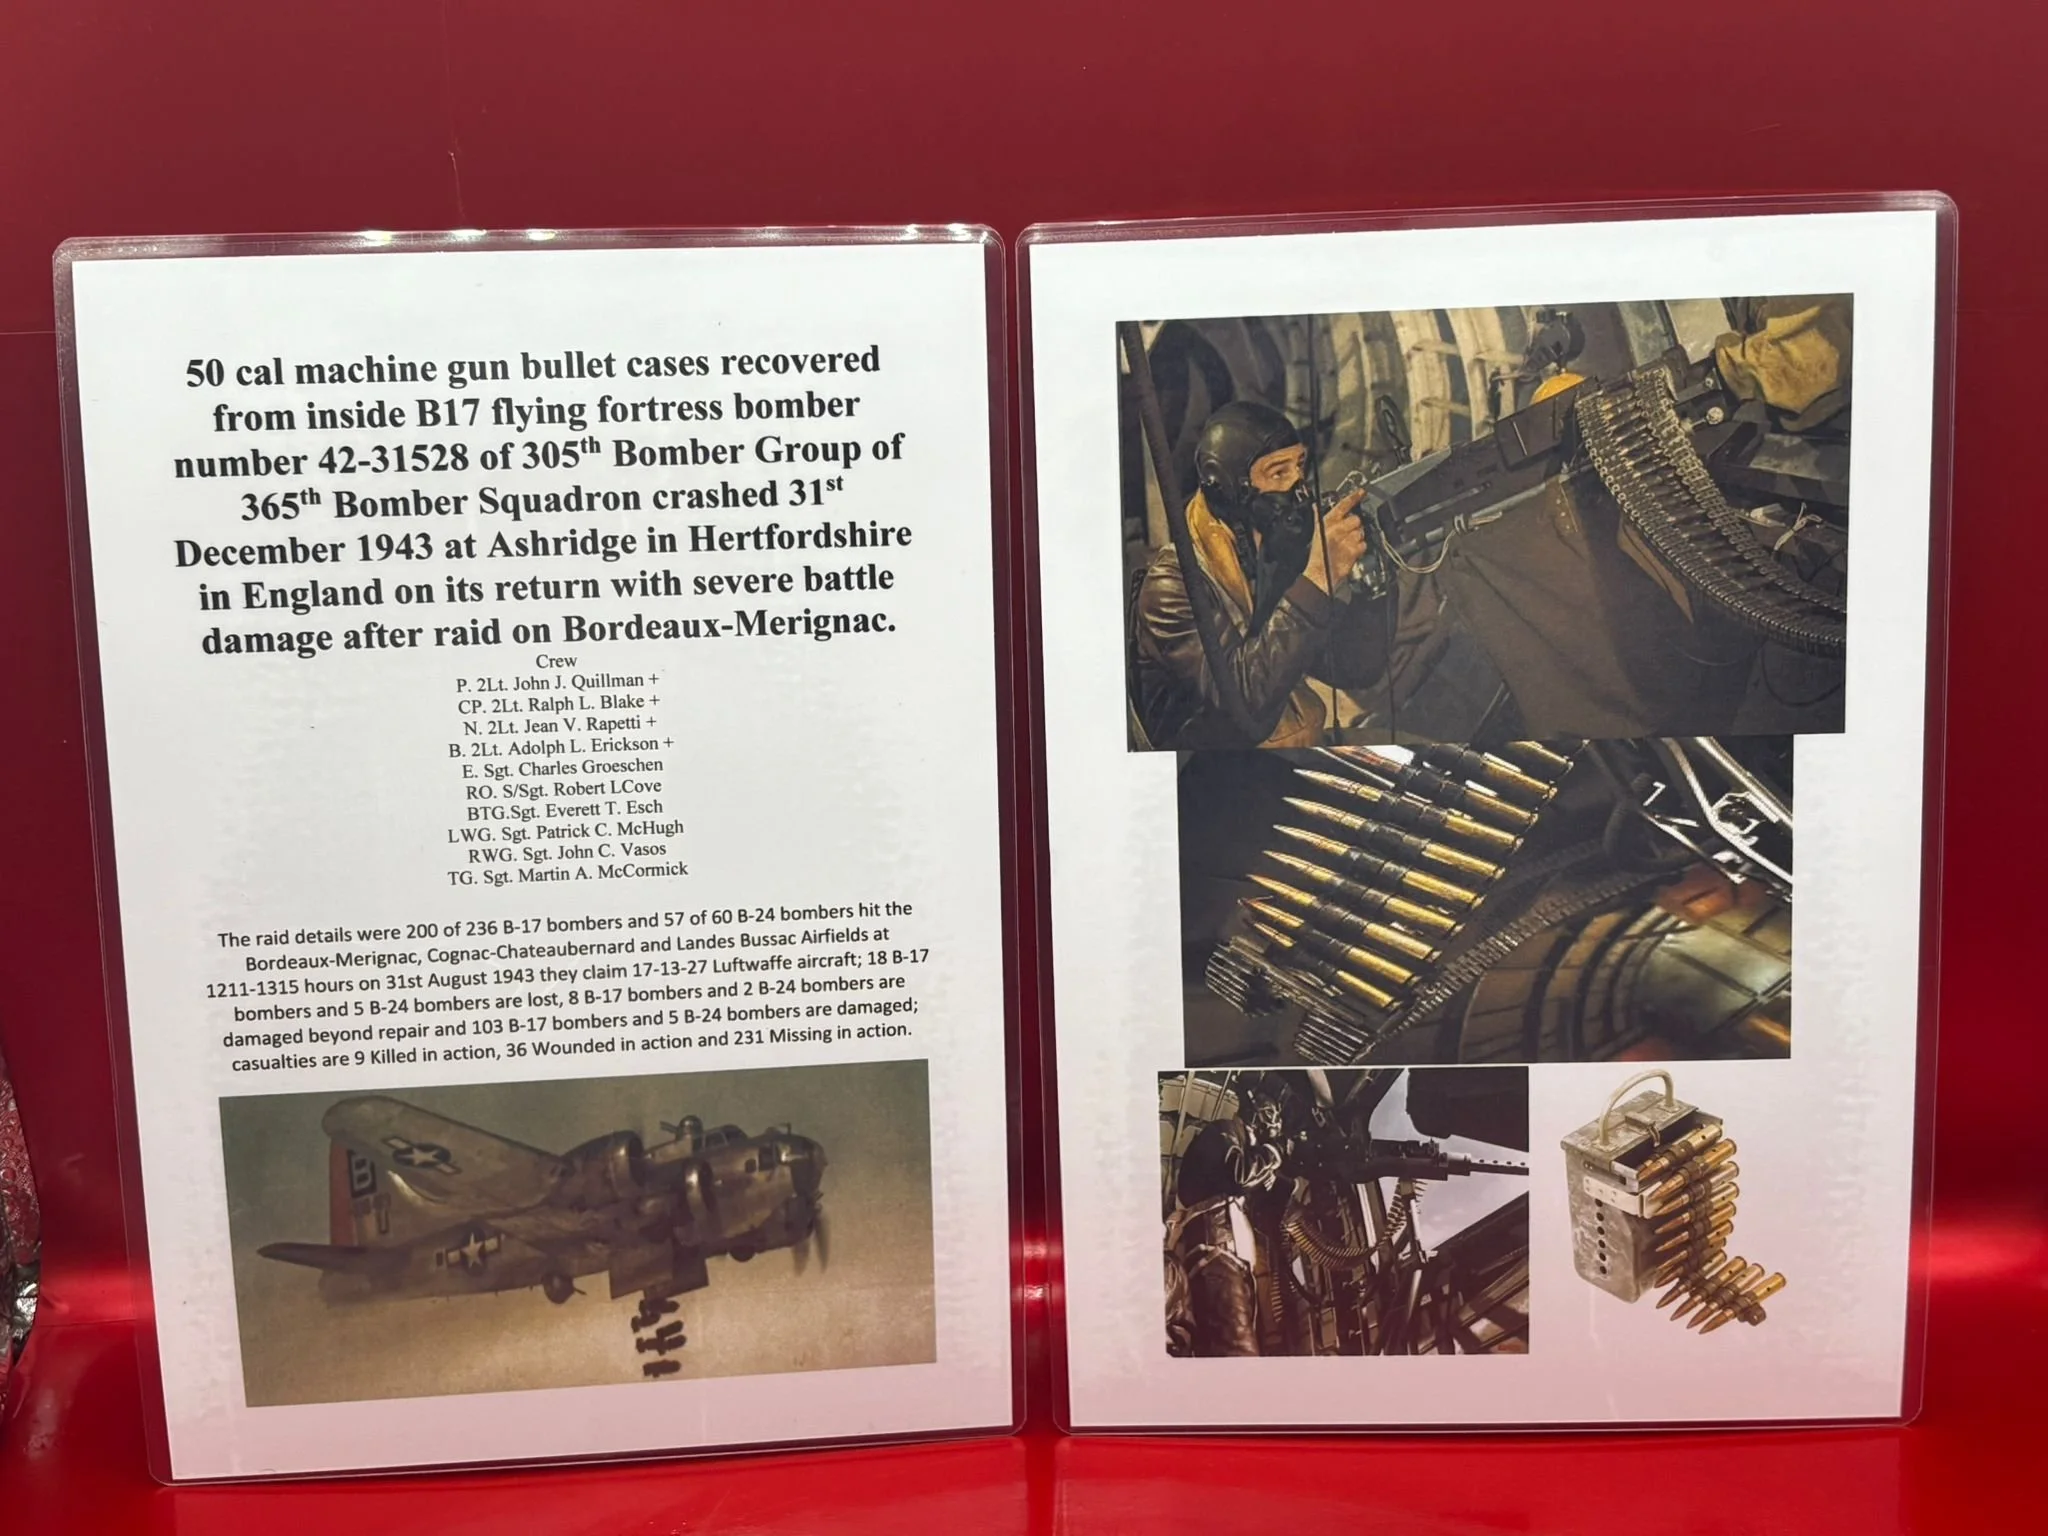 50 cal machine gun bullet cases recovered
from inside B17 flying fortress bomber
number 42-31528 of 305th Bomber Group of
365th Bomber Squadron crashed 31st
December 1943 at Ashridge in Hertfordshire
in England on its return with severe battle
damage after raid on Bordeaux-Merignac.
Crew
P. 2Lt. John J. Quillman +
CP. 2Lt. Ralph L. Blake +
N. 2Lt. Jean V. Rapetti +
B. 2Lt. Adolph L. Erickson +
E. Sgt. Charles Groeschen
RO. S/Sgt. Robert LCove
BTG.Sgt. Everett T. Esch
LWG. Sgt. Patrick C. McHugh
RWG. Sgt. John C. Vasos
TG. Sgt. Martin A. McCormick
The raid details were 200 of 236 B-17 bombers and 57 of 60 B-24 bombers hit the
Bordeaux-Merignac, Cognac-Chateaubernard and Landes Bussac Airfields at
1211-1315 hours on 31st August 1943 they claim 17-13-27 Luftwaffe aircraft; 18 B-17
bombers and 5 B-24 bombers are lost, 8 B-17 bombers and 2 B-24 bombers are
damaged beyond repair and 103 B-17 bombers and 5 B-24 bombers are damaged;
casualties are 9 Killed in action, 36 Wounded in action and 231 Missing in action.
B